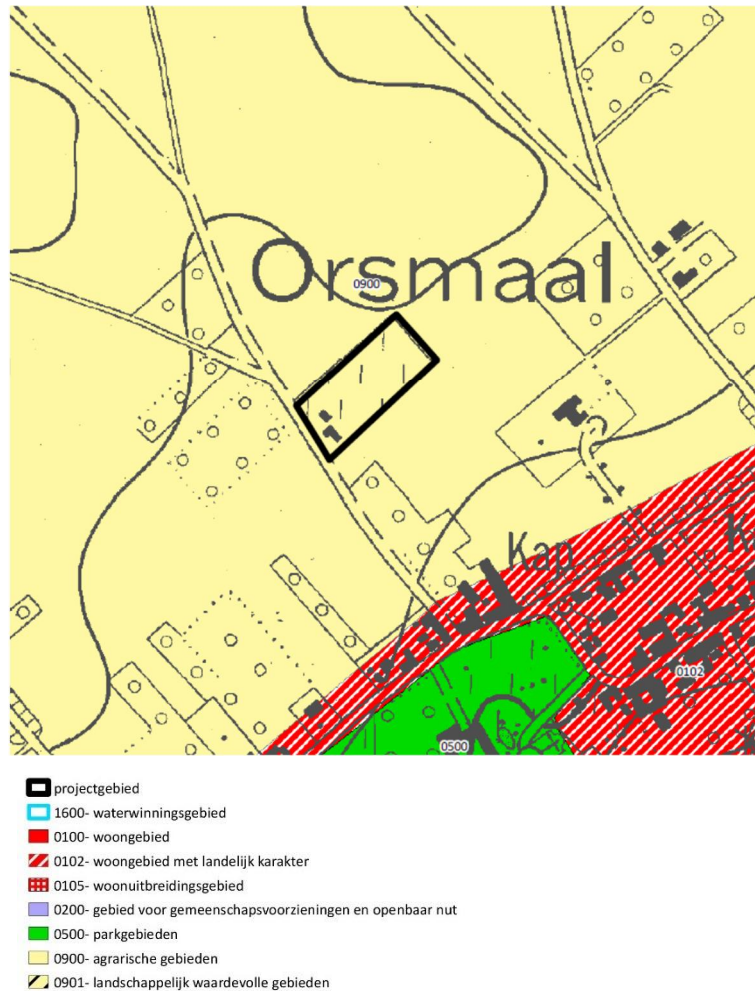 Orsmaal
0900
Kap
K
0102
0500
projectgebied
1600- waterwinningsgebied
0100- woongebied
0102- woongebied met landelijk karakter
0105- woonuitbreidingsgebied
0200- gebied voor gemeenschapsvoorzieningen en openbaar nut
0500- parkgebieden
0900- agrarische gebieden
0901- landschappelijk waardevolle gebieden